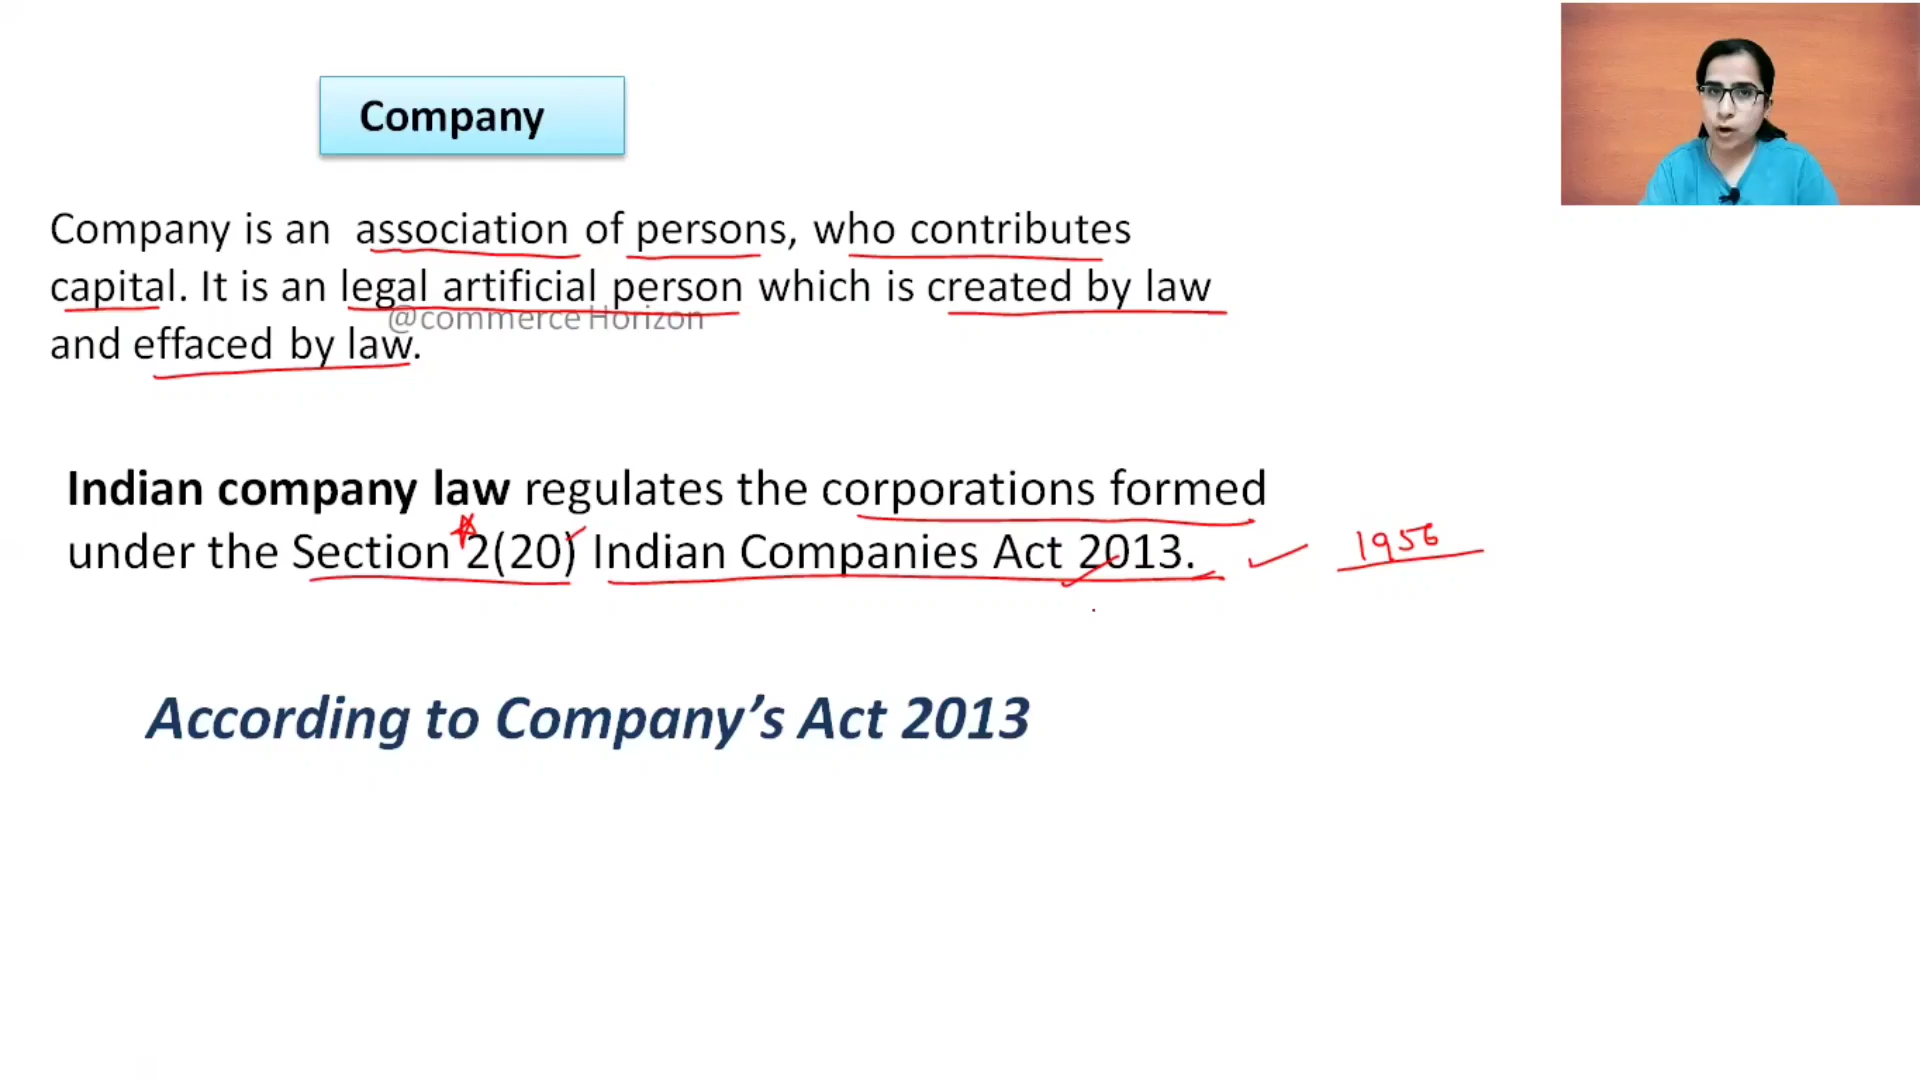 Company
Company is an association of persons, who contributes
capital. It is an legal artificial person which is created by law
@commerce Horizon
and effaced by law.
Indian company law regulates the corporations formed
under the Section 2(20) Indian Companies Act 2013. 1956
According to Company’s Act 2013